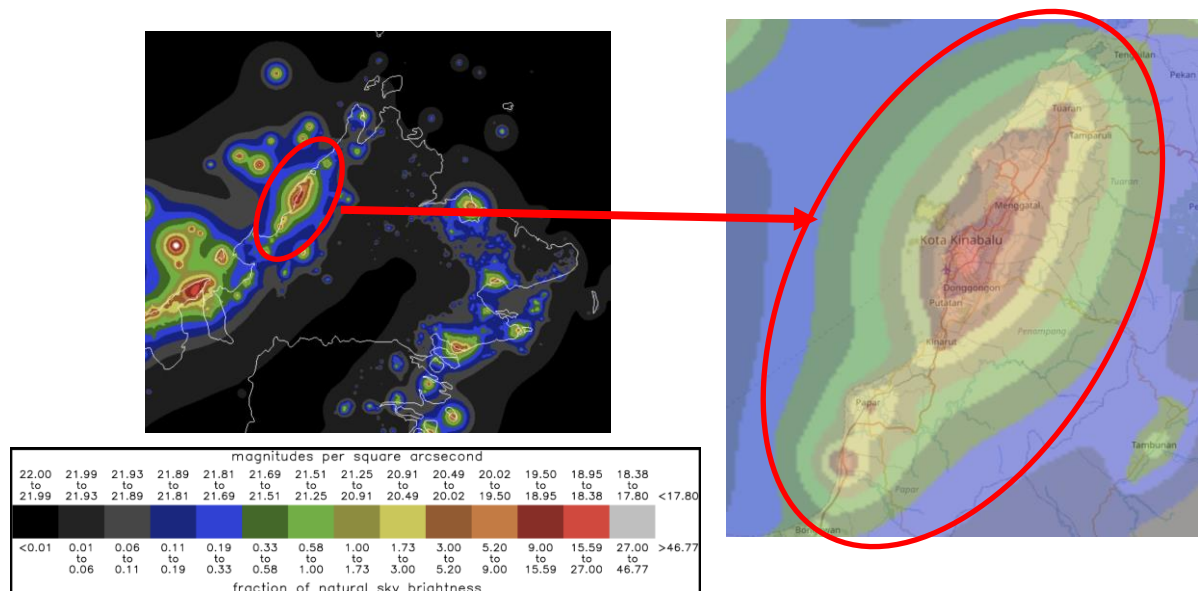 Tenghilan
Pekan
Tuaran
Tamparuli
Tuaran
Menggatal
Kota Kinabalu
Donggongon
Putatan
Penampang
Kinarut
Papar
Tambunan
Papar
magnitudes per square arcsecond
22.00 21.99 21.93 21.89 21.81 21.69 21.51 21.25 20.91 20.49 20.02 19.50 18.95 18.38
to to to to to to to to to to to to to to
21.99 21.93 21.89 21.81 21.69 21.51 21.25 20.91 20.49 20.02 19.50 18.95 18.38 17.80 <17.80
<0.01 0.01 0.06 0.11 0.19 0.33 0.58 1.00 1.73 3.00 5.20 9.00 15.59 27.00 >46.77
to to to to to to to to to to to to to
0.06 0.11 0.19 0.33 0.58 1.00 1.73 3.00 5.20 9.00 15.59 27.00 46.77
fraction of natural sky brightness